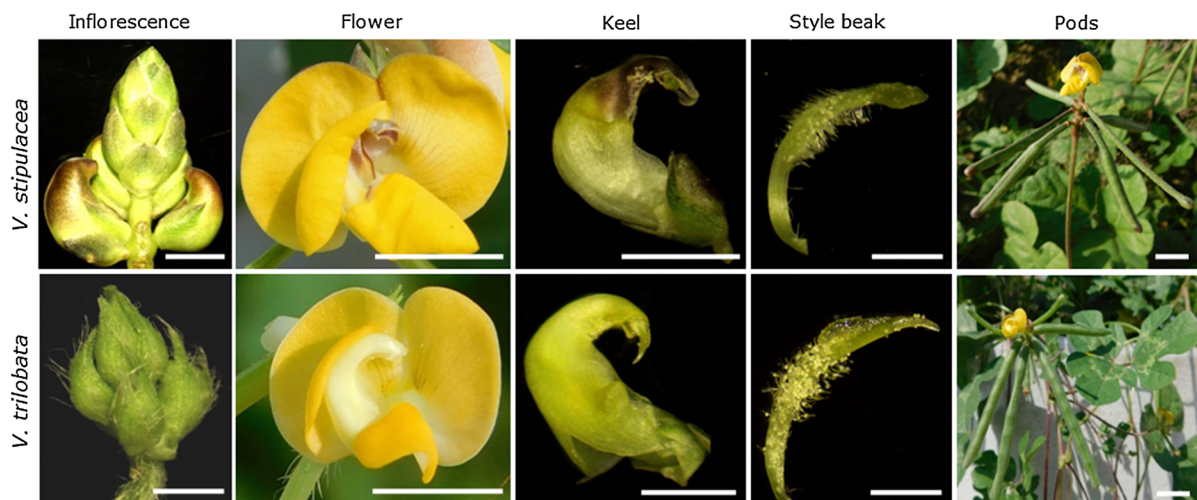 Inflorescence
Flower
Keel
Style beak
Pods
V. stipulacea
V. trilobata